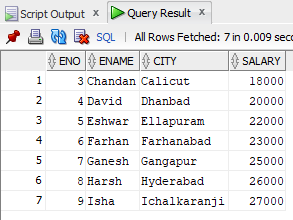 Script Output x Query Result x
SQL | All Rows Fetched: 7 in 0.009 seco
ENO ENAME CITY SALARY
1 3 Chandan Calicut 18000
2 4 David Dhanbad 20000
3 5 Eshwar Ellapuram 22000
4 6 Farhan Farhanabad 23000
5 7 Ganesh Gangapur 25000
6 8 Harsh Hyderabad 26000
7 9 Isha Ichalkaranji 27000